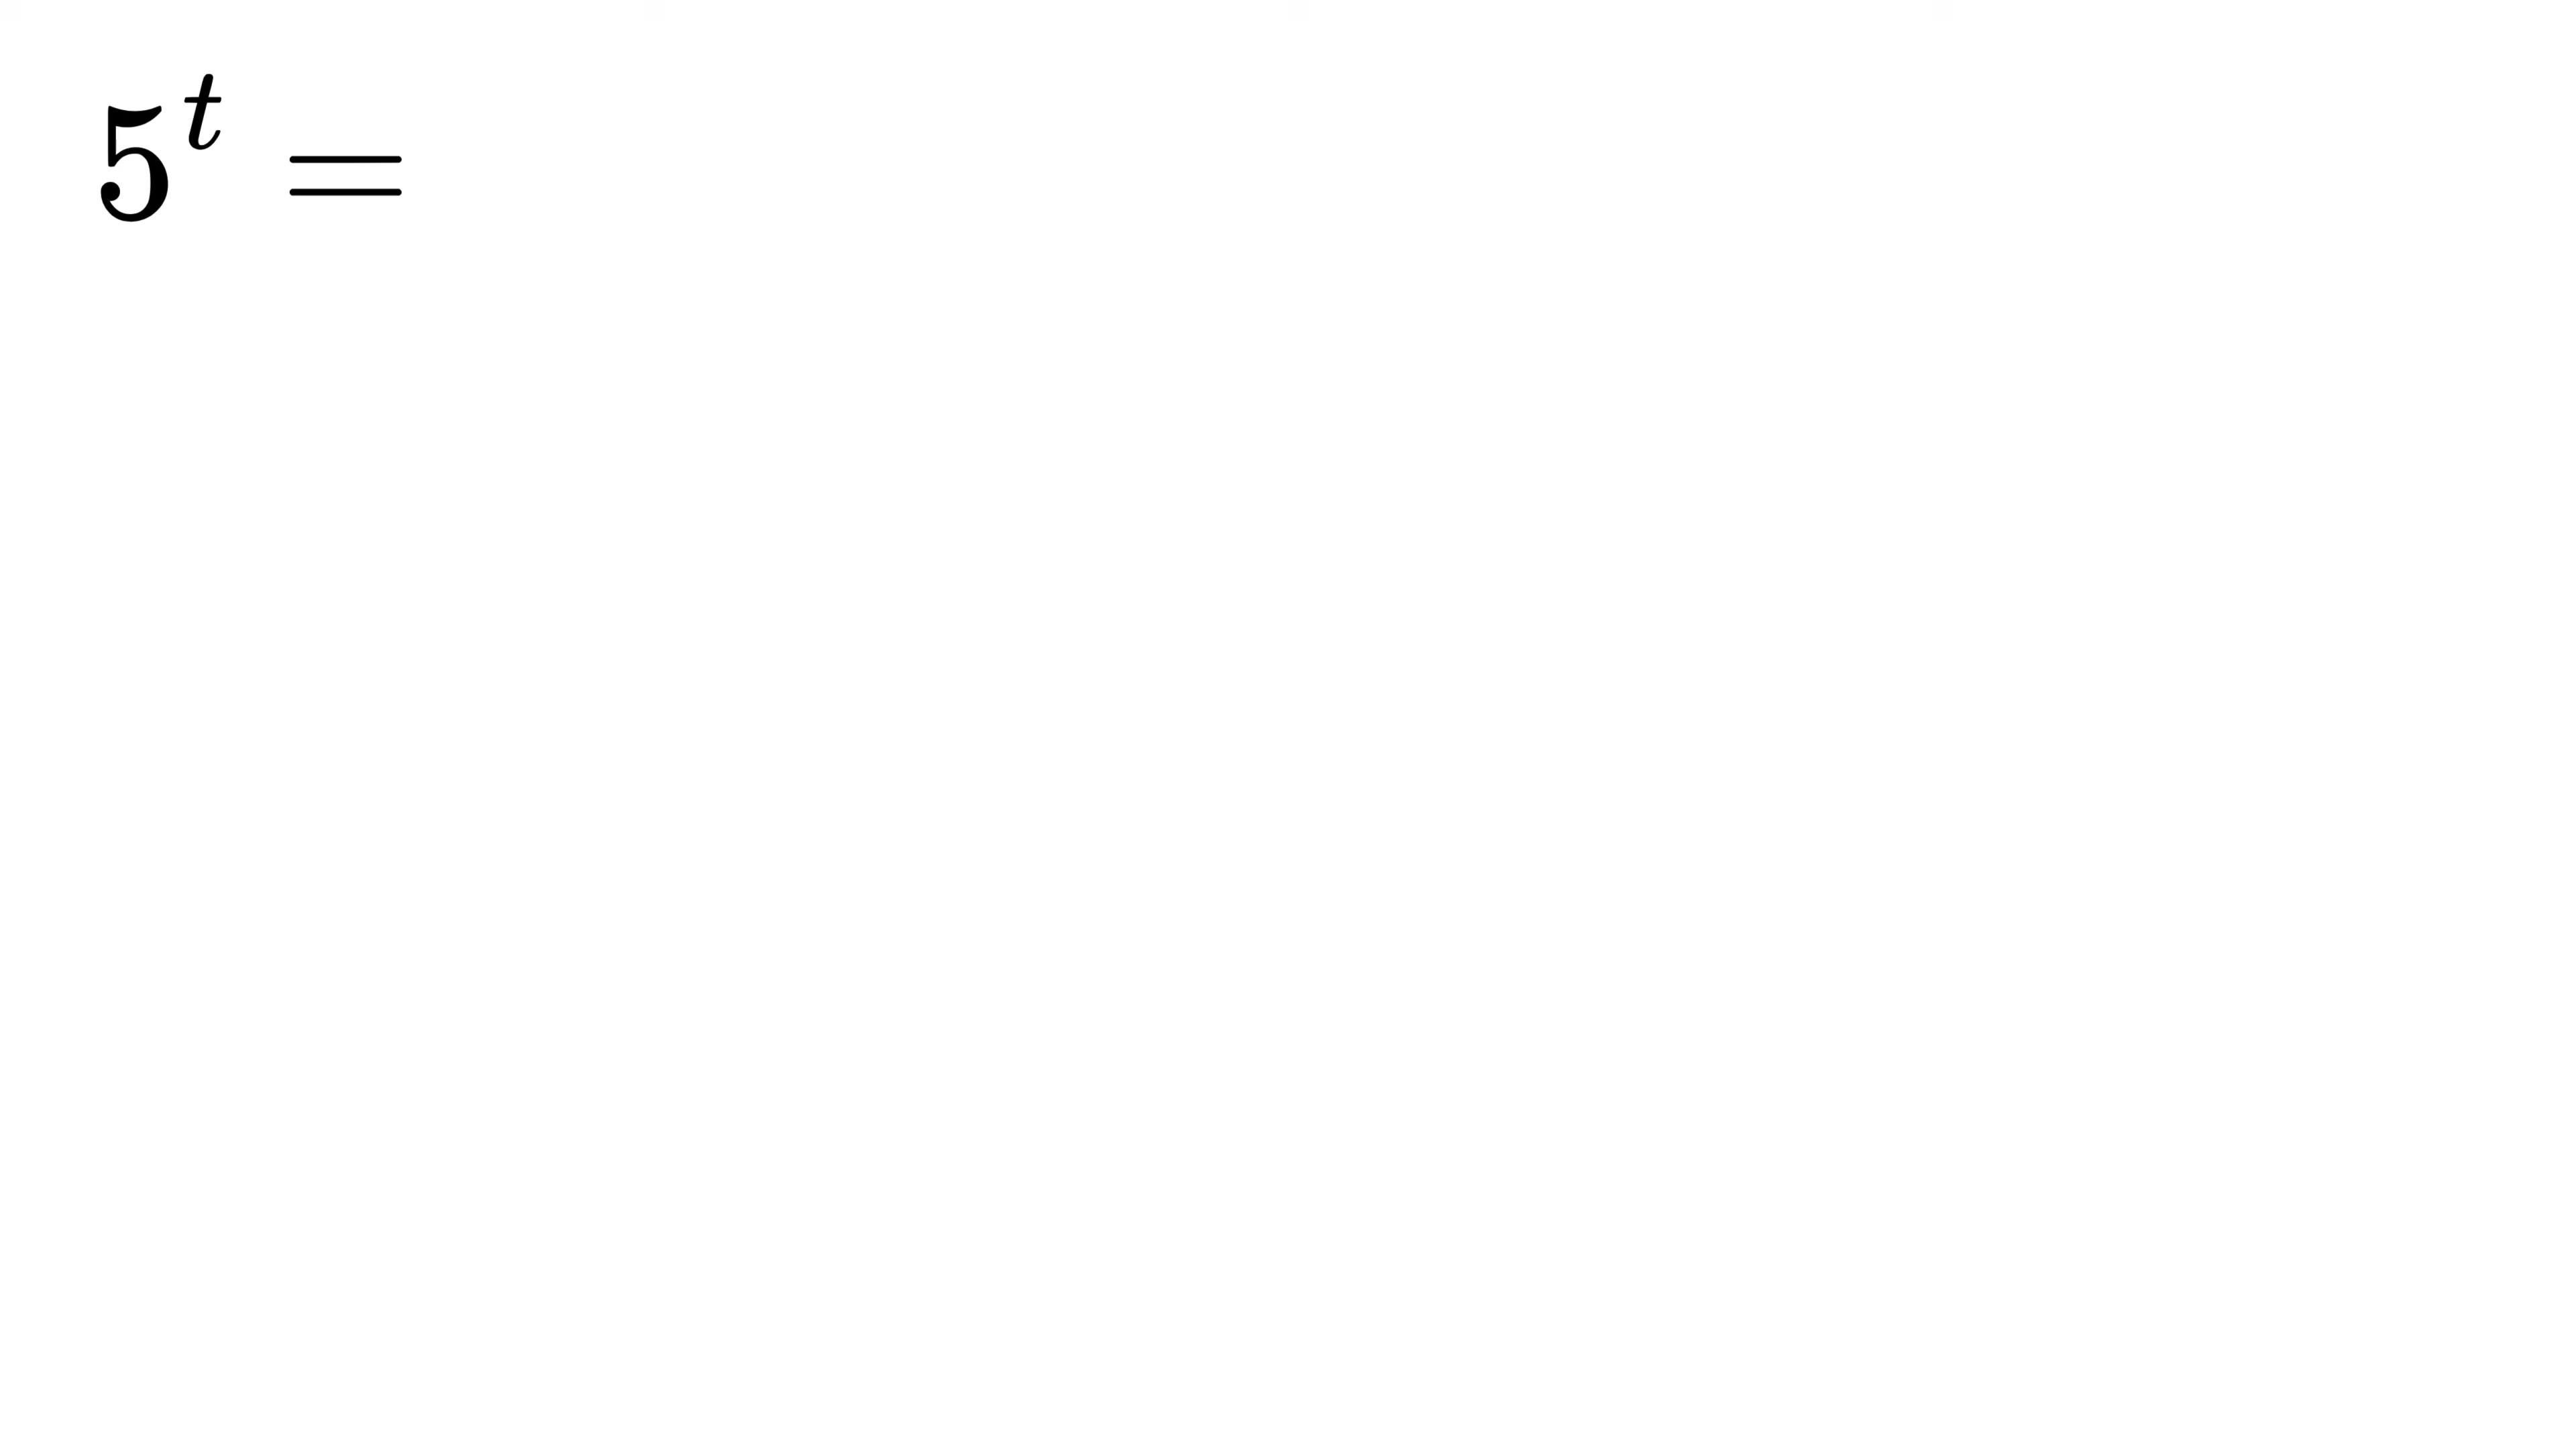 5^t =